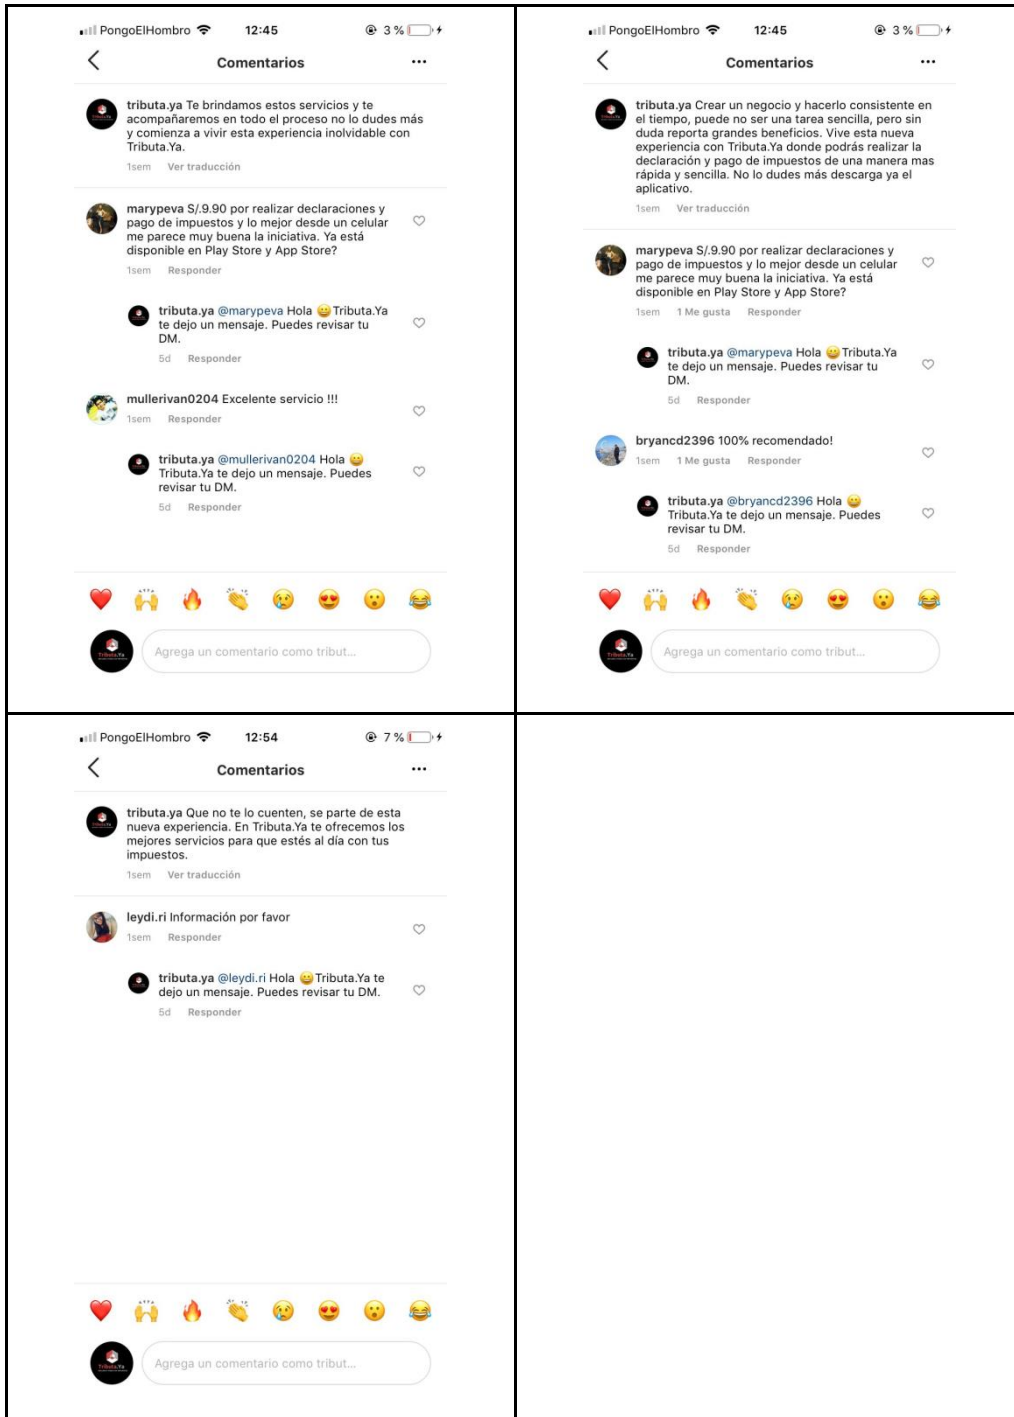 PongoElHombro 12:45 3 %
Comentarios
tributa.ya Te brindamos estos servicios y te
acompañaremos en todo el proceso no lo dudes más
y comienza a vivir esta experiencia inolvidable con
Tributa.Ya.
1sem Ver traducción
marypeva S/.9.90 por realizar declaraciones y
pago de impuestos y lo mejor desde un celular
me parece muy buena la iniciativa. Ya está
disponible en Play Store y App Store?
1sem Responder
tributa.ya @marypeva Hola 😀Tributa.Ya
te dejo un mensaje. Puedes revisar tu
DM.
5d Responder
mullerivan0204 Excelente servicio !!!
1sem Responder
tributa.ya @mullerivan0204 Hola 😀
Tributa.Ya te dejo un mensaje. Puedes
revisar tu DM.
5d Responder
Tributa.Ya
Agrega un comentario como tribut...
PongoElHombro 12:45 3 %
Comentarios
tributa.ya Crear un negocio y hacerlo consistente en
el tiempo, puede no ser una tarea sencilla, pero sin
duda reporta grandes beneficios. Vive esta nueva
experiencia con Tributa.Ya donde podrás realizar la
declaración y pago de impuestos de una manera mas
rápida y sencilla. No lo dudes más descarga ya el
aplicativo.
1sem Ver traducción
marypeva S/.9.90 por realizar declaraciones y
pago de impuestos y lo mejor desde un celular
me parece muy buena la iniciativa. Ya está
disponible en Play Store y App Store?
1sem 1 Me gusta Responder
tributa.ya @marypeva Hola 😀Tributa.Ya
te dejo un mensaje. Puedes revisar tu
DM.
5d Responder
bryancd2396 100% recomendado!
1sem 1 Me gusta Responder
tributa.ya @bryancd2396 Hola 😀
Tributa.Ya te dejo un mensaje. Puedes
revisar tu DM.
5d Responder
Tributa.Ya
Agrega un comentario como tribut...
PongoElHombro 12:54 7 %
Comentarios
tributa.ya Que no te lo cuenten, se parte de esta
nueva experiencia. En Tributa.Ya te ofrecemos los
mejores servicios para que estés al día con tus
impuestos.
1sem Ver traducción
leydi.ri Información por favor
1sem Responder
tributa.ya @leydi.ri Hola 😀Tributa.Ya te
dejo un mensaje. Puedes revisar tu DM.
5d Responder
Tributa.Ya
Agrega un comentario como tribut...